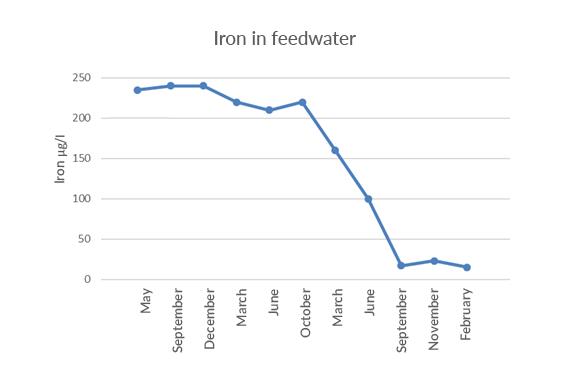 Iron in feedwater
250
200
150
100
50
0
Iron µg/l
May
September
December
March
June
October
March
June
September
November
February